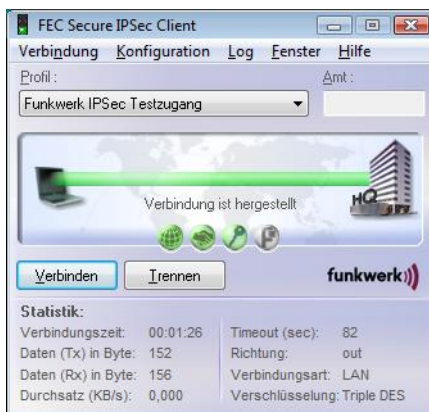 FEC Secure IPSec Client
Verbindung Konfiguration Log Fenster Hilfe
Profil : Amt :
Funkwerk IPSec Testzugang
Verbindung ist hergestellt
HQ
Verbinden Trennen funkwerk
Statistik:
Verbindungszeit: 00:01:26 Timeout (sec): 82
Daten (Tx) in Byte: 152 Richtung: out
Daten (Rx) in Byte: 156 Verbindungsart: LAN
Durchsatz (KB/s): 0,000 Verschlüsselung: Triple DES